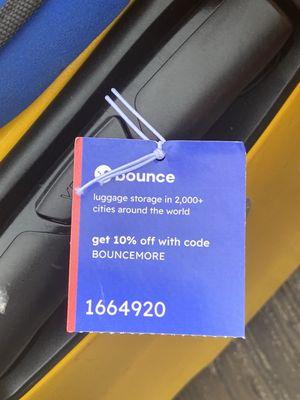 bounce
luggage storage in 2,000+
cities around the world
get 10% off with code
BOUNCEMORE
1664920